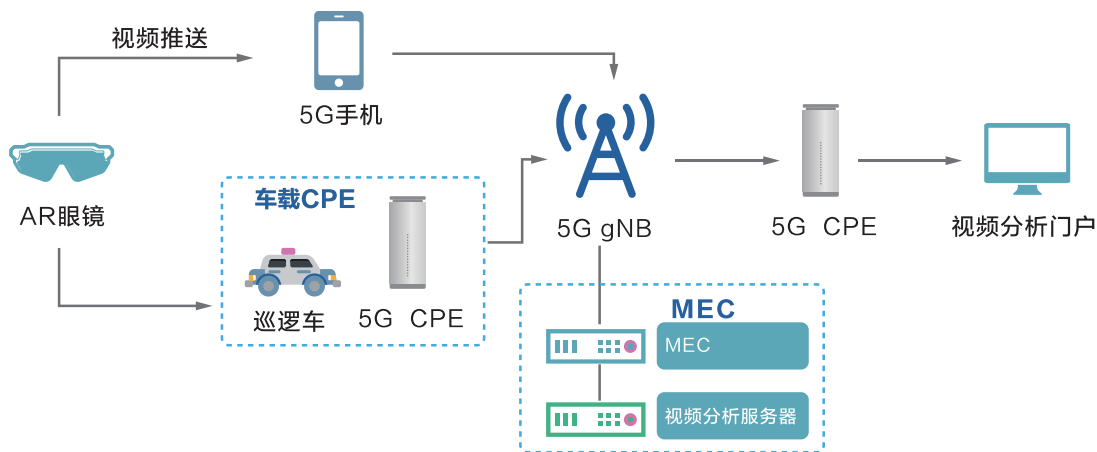 视频推送
5G手机
AR眼镜
车载CPE
巡逻车
5G CPE
5G gNB
5G CPE
视频分析门户
MEC
MEC
视频分析服务器